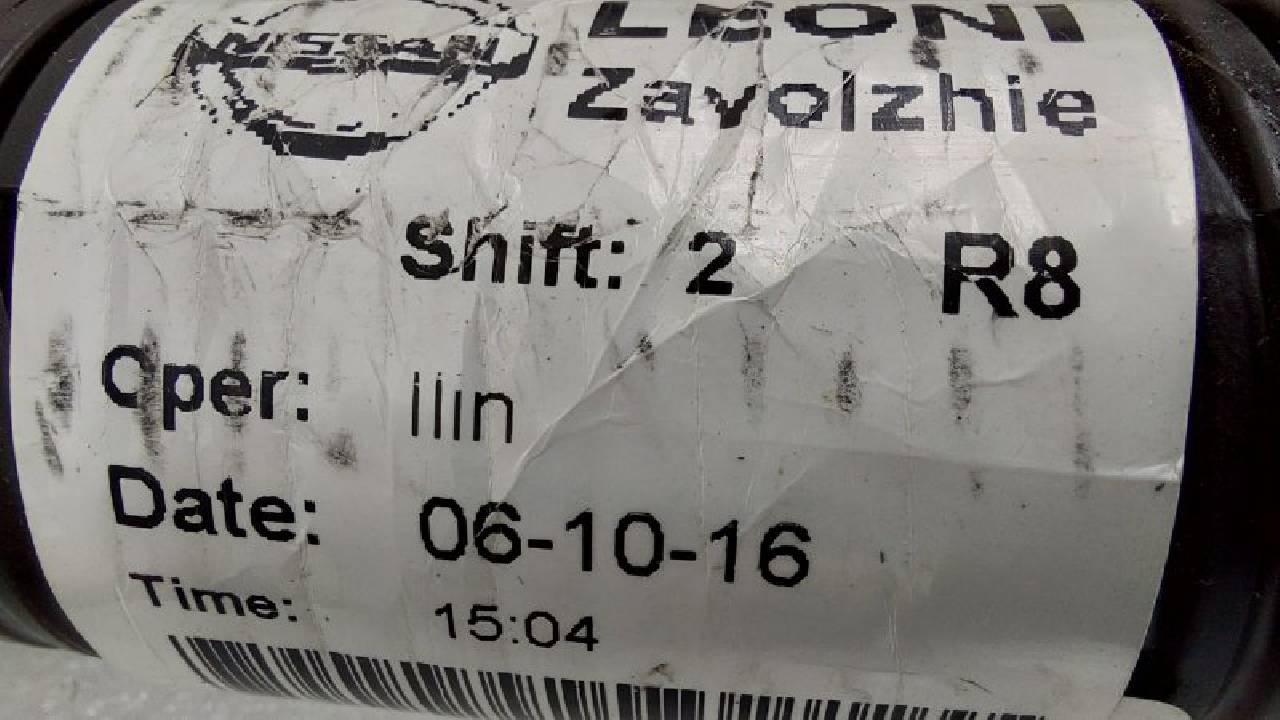 NISSAN LEONI
Zavolzhie
Shift: 2 R8
Oper: ilin
Date: 06-10-16
Time: 15:04